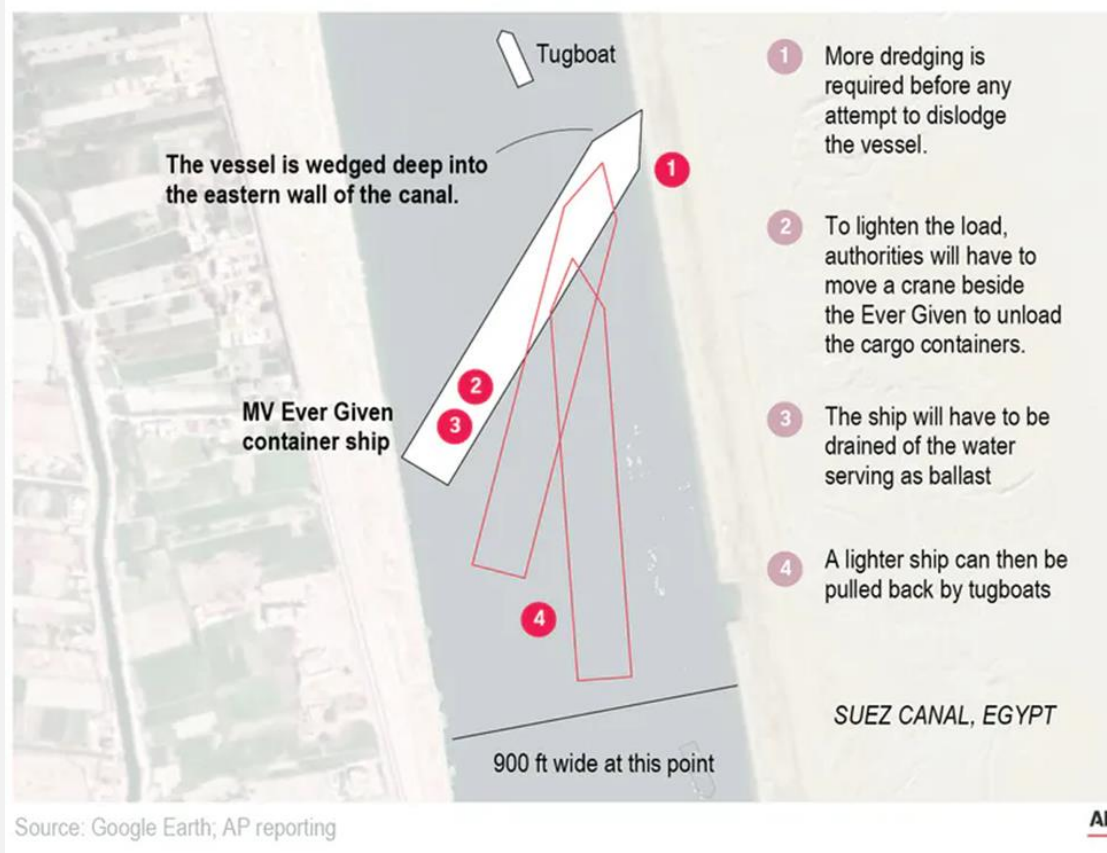 Tugboat
The vessel is wedged deep into
the eastern wall of the canal.
1
2
3
MV Ever Given
container ship
4
900 ft wide at this point
1
More dredging is
required before any
attempt to dislodge
the vessel.
2
To lighten the load,
authorities will have to
move a crane beside
the Ever Given to unload
the cargo containers.
3
The ship will have to be
drained of the water
serving as ballast
4
A lighter ship can then be
pulled back by tugboats
SUEZ CANAL, EGYPT
Source: Google Earth; AP reporting